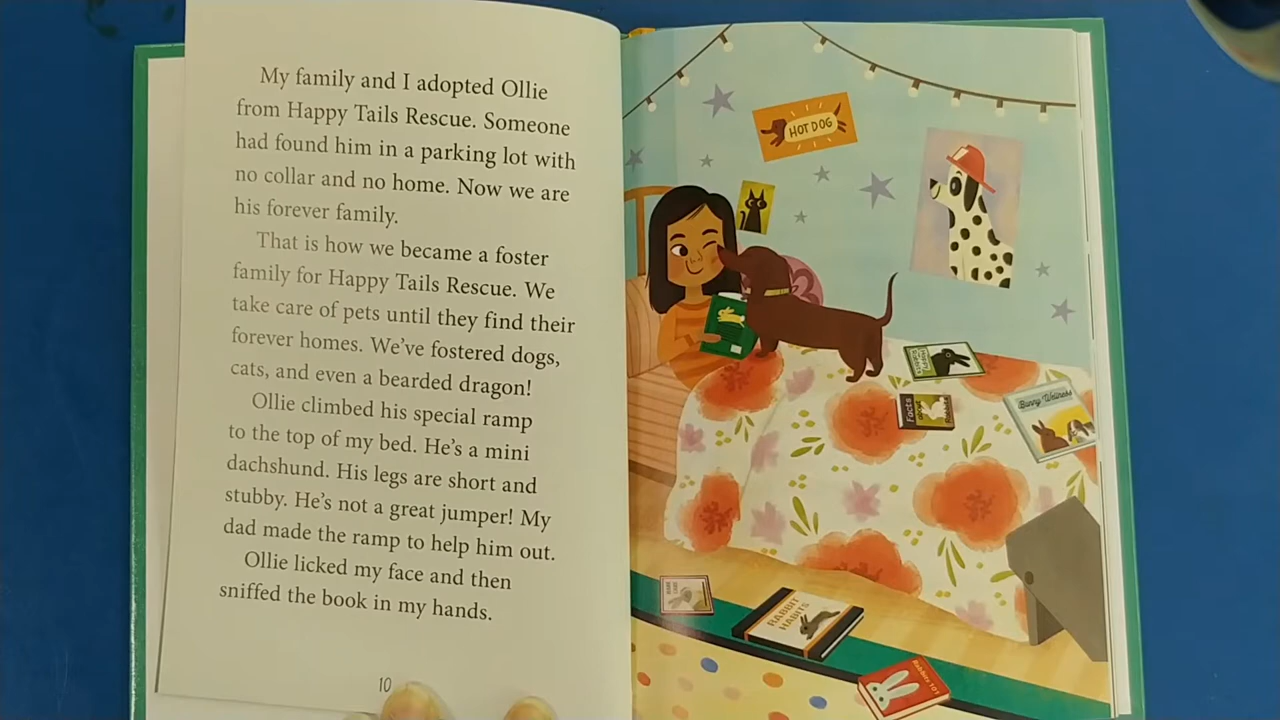 My family and I adopted Ollie
from Happy Tails Rescue. Someone
had found him in a parking lot with
no collar and no home. Now we are
his forever family.
That is how we became a foster
family for Happy Tails Rescue. We
take care of pets until they find their
forever homes. We've fostered dogs,
cats, and even a bearded dragon!
Ollie climbed his special ramp
to the top of my bed. He's a mini
dachshund. His legs are short and
stubby. He's not a great jumper! My
dad made the ramp to help him out.
Ollie licked my face and then
sniffed the book in my hands.
10
HOT DOG
Facts
Bunny Wellness
RABBIT
HABITS
Rabbits 101